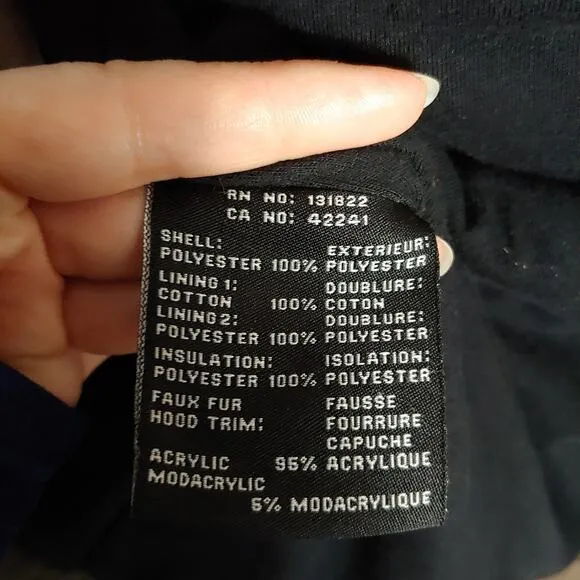 RN NO: 131822
CA NO: 42241
SHELL: EXTERIEUR:
POLYESTER 100% POLYESTER
LINING 1: DOUBLURE:
COTTON 100% COTON
LINING 2: DOUBLURE:
POLYESTER 100% POLYESTER
INSULATION: ISOLATION:
POLYESTER 100% POLYESTER
FAUX FUR FAUSSE
HOOD TRIM: FOURRURE
CAPUCHE
ACRYLIC 95% ACRYLIQUE
MODACRYLIC
5% MODACRYLIQUE